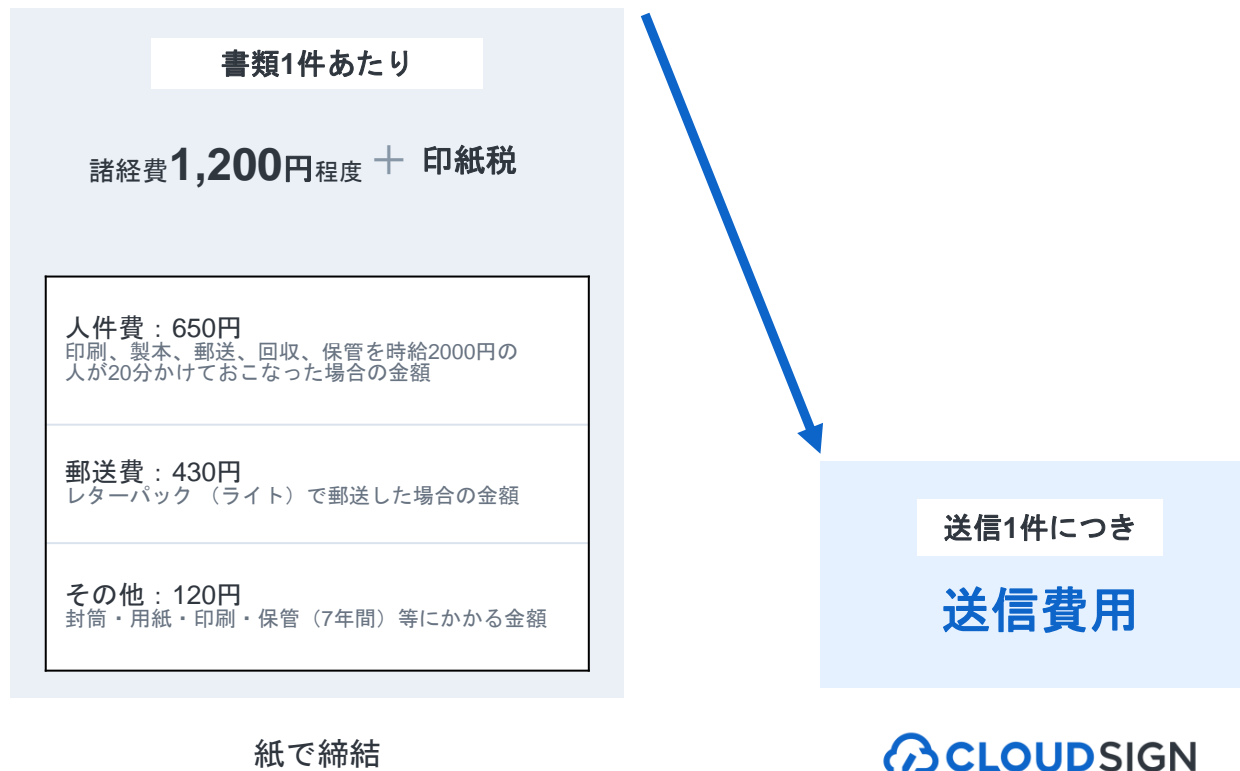 書類1件あたり
諸経費1,200円程度 + 印紙税
人件費：650円
印刷、製本、郵送、回収、保管を時給2000円の
人が20分かけておこなった場合の金額
郵送費：430円
レターパック （ライト）で郵送した場合の金額
その他：120円
封筒・用紙・印刷・保管（7年間）等にかかる金額
紙で締結
送信1件につき
送信費用
CLOUDSIGN